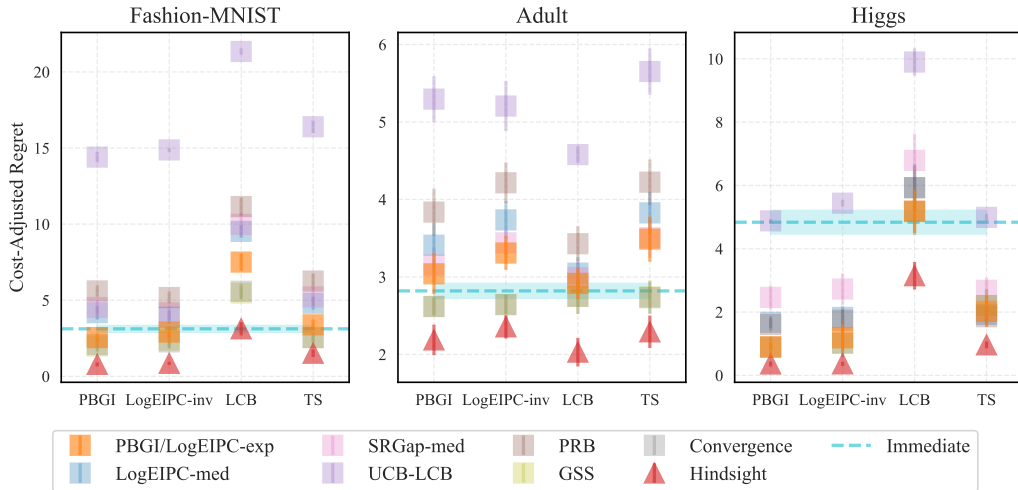 Fashion-MNIST Adult Higgs
Cost-Adjusted Regret
20
15
10
5
0
6
5
4
3
2
10
8
6
4
2
0
PBGI LogEIPC-inv LCB TS
PBGI LogEIPC-inv LCB TS
PBGI LogEIPC-inv LCB TS
PBGI/LogEIPC-exp SRGap-med PRB Convergence Immediate
LogEIPC-med UCB-LCB GSS Hindsight